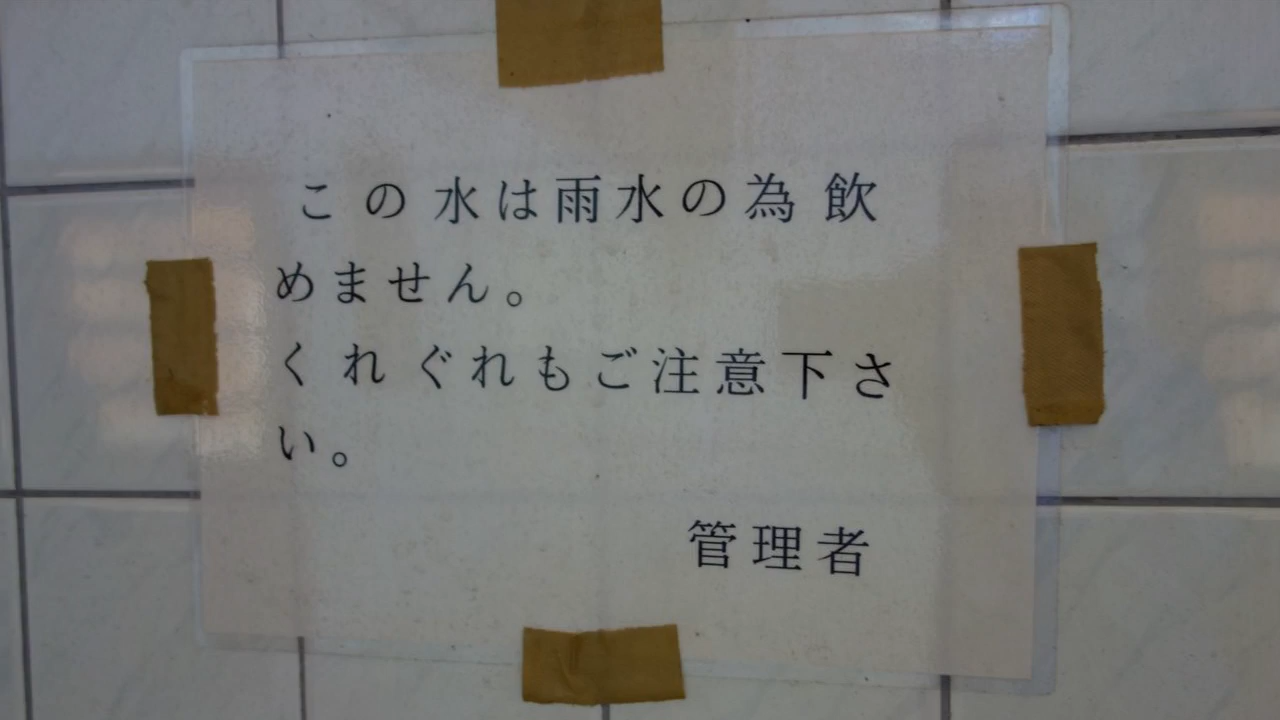 この水は雨水の為飲
めません。
くれぐれもご注意下さ
い。
管理者